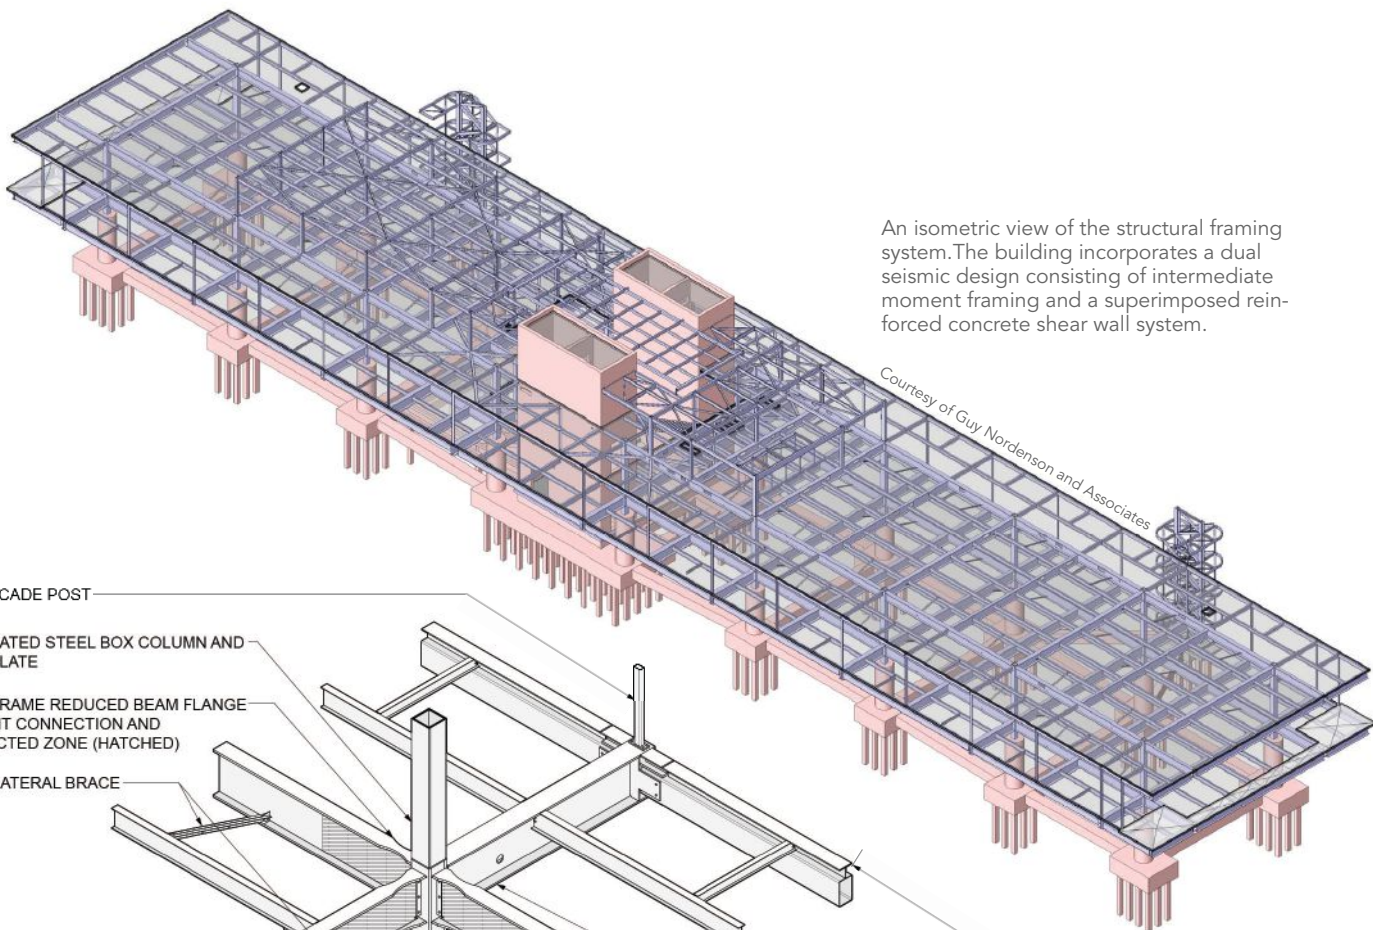 An isometric view of the structural framing
system.The building incorporates a dual
seismic design consisting of intermediate
moment framing and a superimposed rein-
forced concrete shear wall system.
Courtesy of Guy Nordenson and Associates
CADE POST
ATED STEEL BOX COLUMN AND
LATE
RAME REDUCED BEAM FLANGE
T CONNECTION AND
CTED ZONE (HATCHED)
ATERAL BRACE